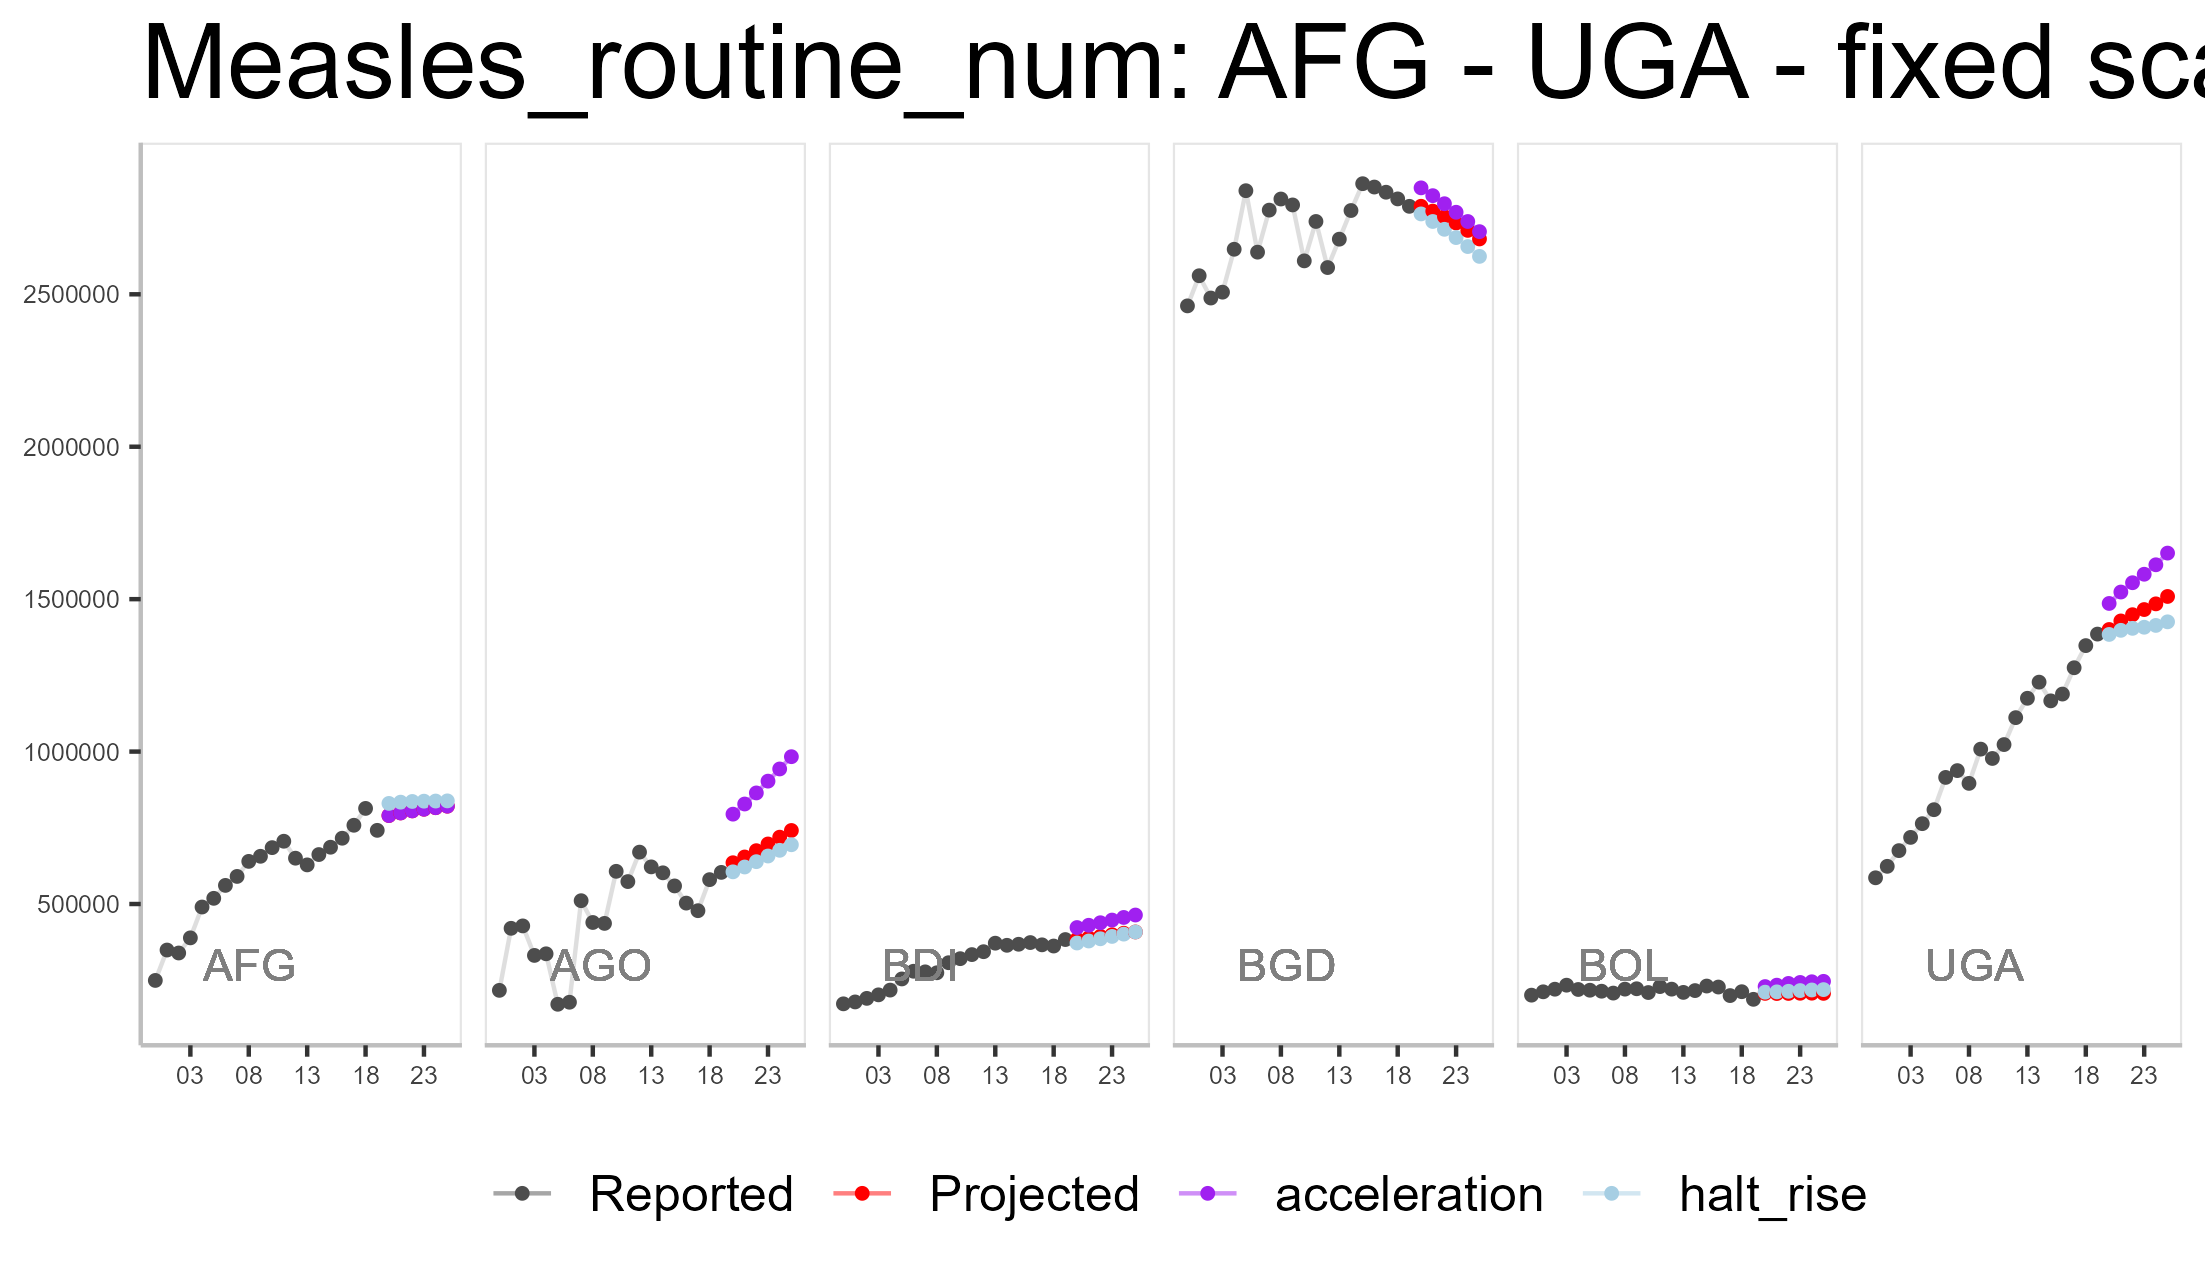 Measles_routine_num: AFG - UGA - fixed sca
2500000
2000000
1500000
1000000
500000
AFG
AGO
BDI
BGD
BOL
UGA
03 08 13 18 23
03 08 13 18 23
03 08 13 18 23
03 08 13 18 23
03 08 13 18 23
03 08 13 18 23
Reported Projected acceleration halt_rise